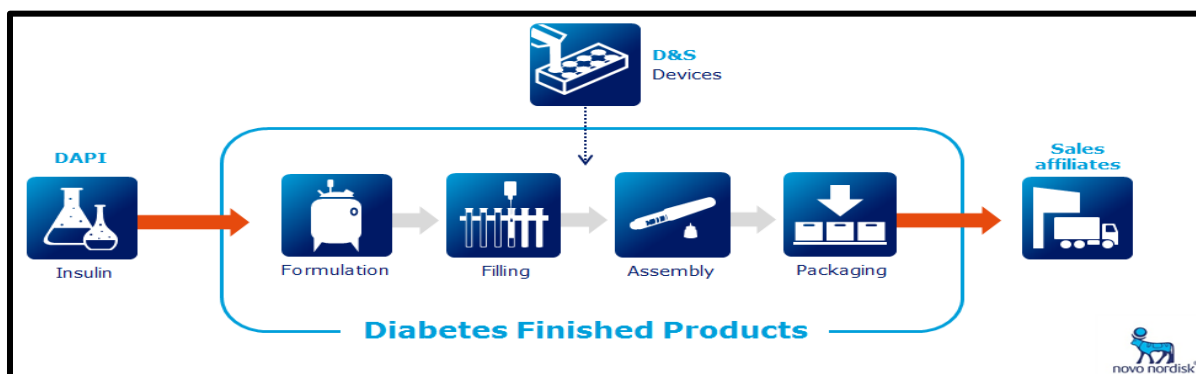 D&S
Devices
DAPI
Insulin
Formulation
Filling
Assembly
Packaging
Sales
affiliates
Diabetes Finished Products
novo nordisk®